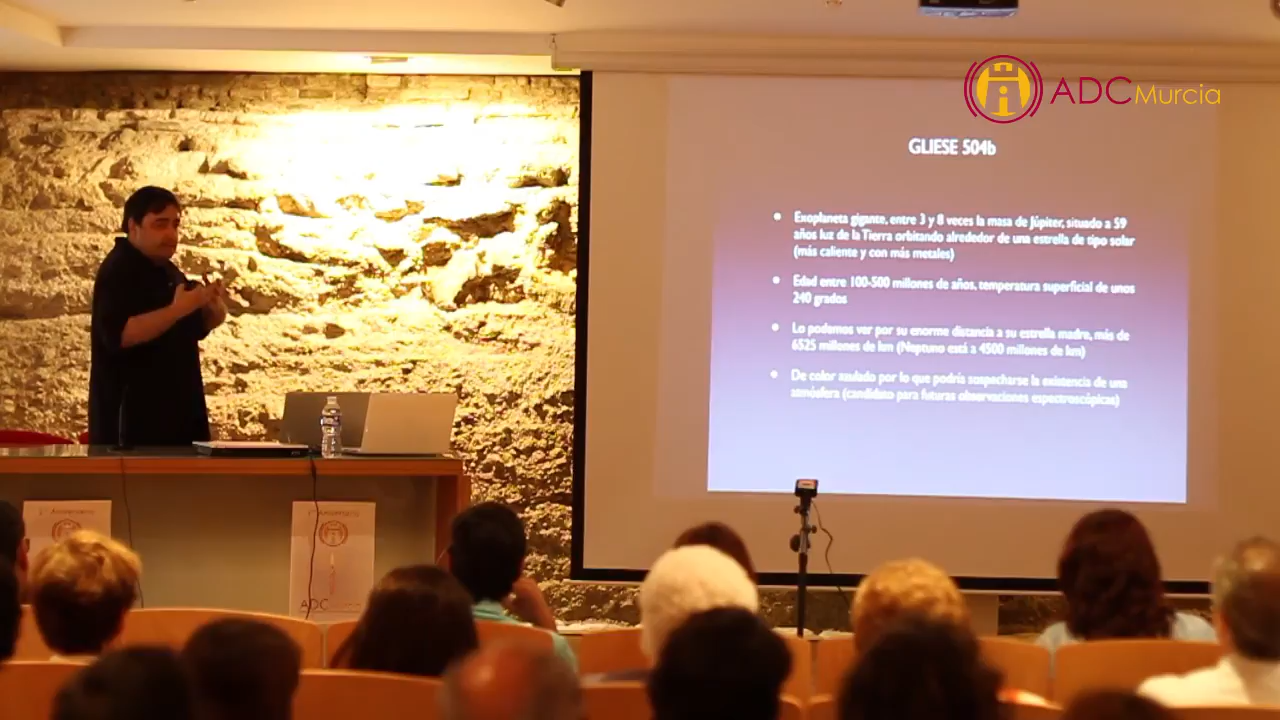 ADCMurcia
GLIESE 504b
Exoplaneta gigante, entre 3 y 8 veces la masa de Júpiter, situado a 59
años luz de la Tierra orbitando alrededor de una estrella de tipo solar
(más caliente y con más metales)
Edad entre 100-500 millones de años, temperatura superficial de unos
240 grados
Lo podemos ver por su enorme distancia a su estrella madre, más de
6525 millones de km (Neptuno está a 4500 millones de km)
De color azulado por lo que podría sospecharse la existencia de una
atmósfera (candidato para futuras observaciones espectroscópicas)
ADC